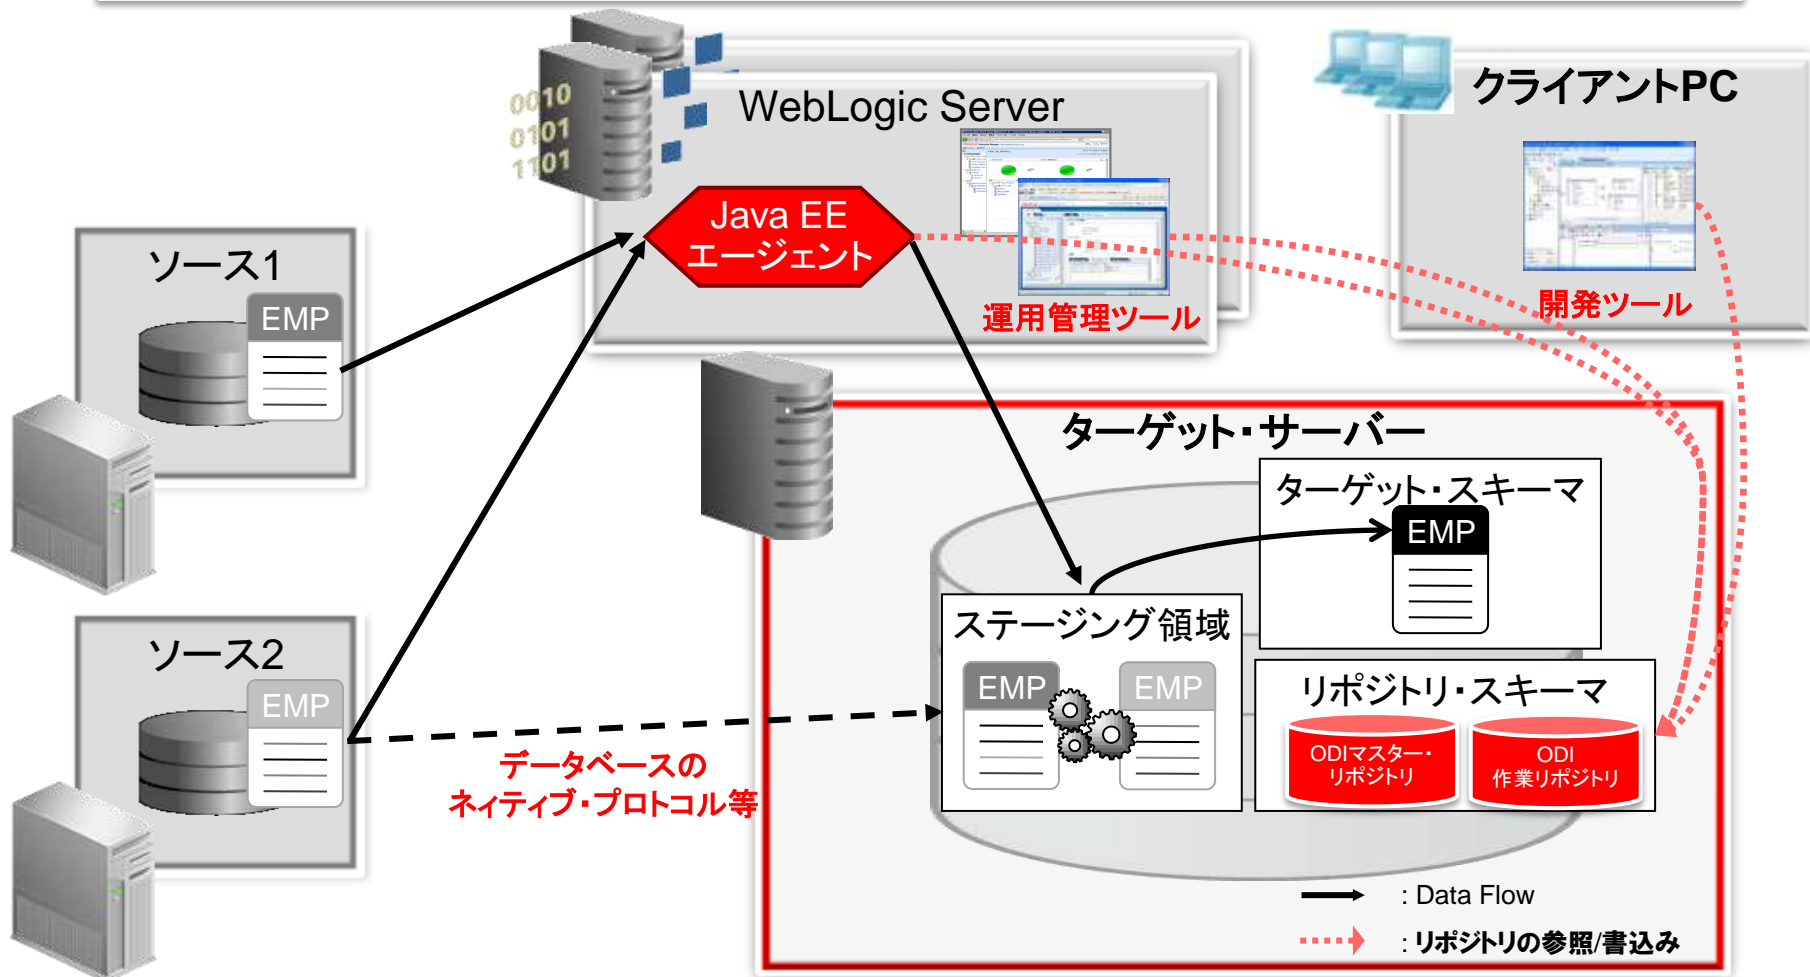 0010
0101
1101
WebLogic Server
クライアントPC
Java EE
エージェント
運用管理ツール
開発ツール
ソース1
EMP
ターゲット・サーバー
ターゲット・スキーマ
EMP
ステージング領域
EMP
EMP
リポジトリ・スキーマ
ODIマスター・
リポジトリ
ODI
作業リポジトリ
ソース2
EMP
データベースの
ネィティブ・プロトコル等
: Data Flow
: リポジトリの参照/書込み